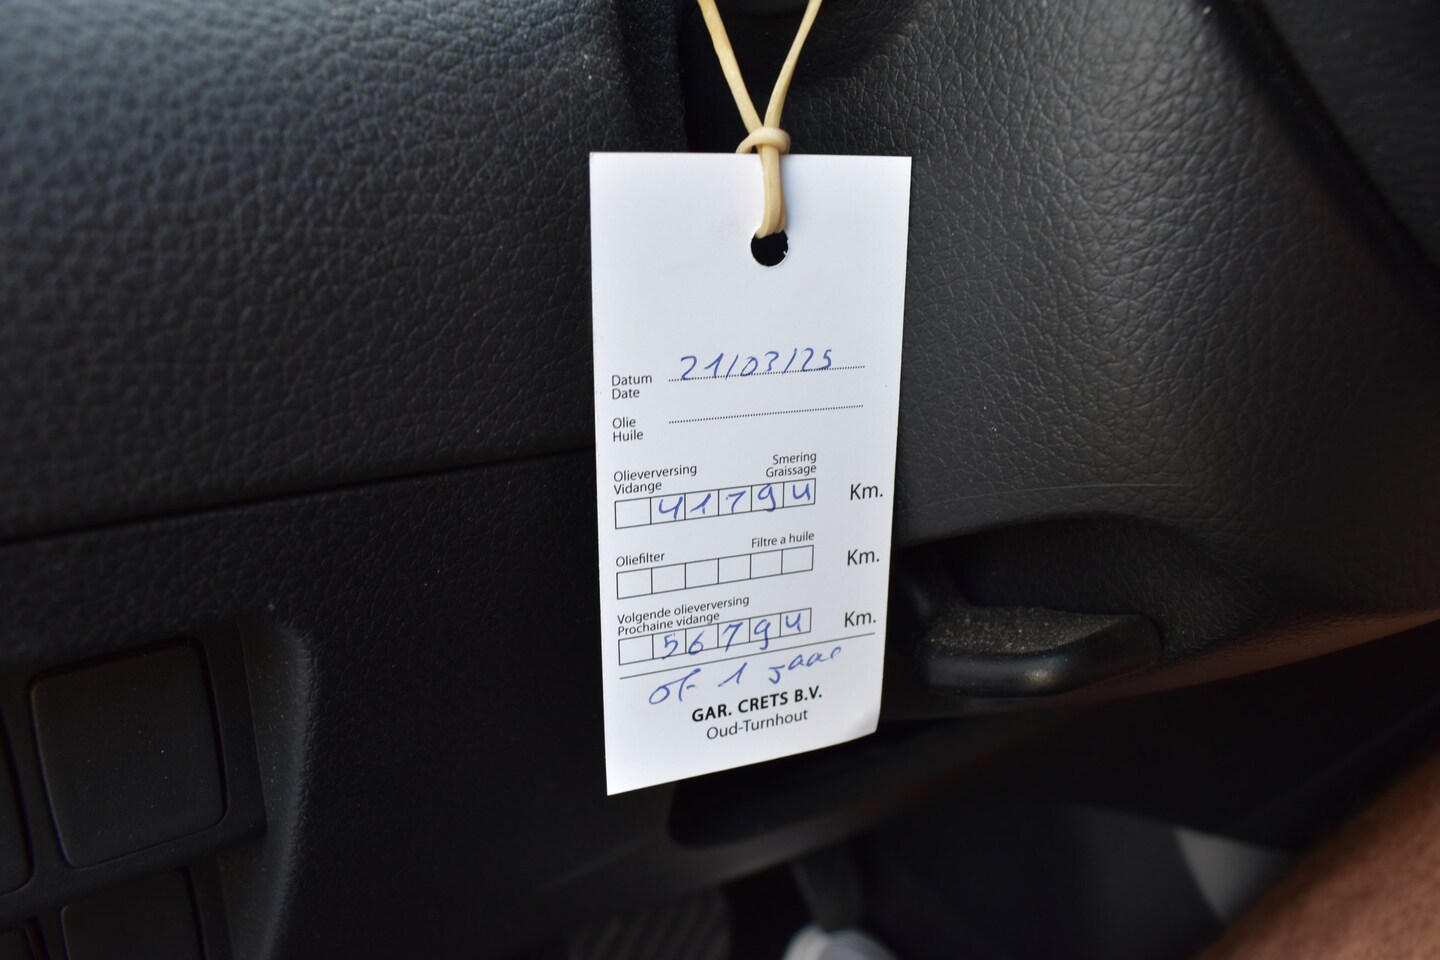 Datum 21/03/25
Date
Olie
Huile
Olieverversing Smering
Vidange Graissage
41794 Km.
Oliefilter Filtre a huile
Km.
Volgende olieverversing
Prochaine vidange
56794 Km.
of 1 jaar
GAR. CRETS B.V.
Oud-Turnhout